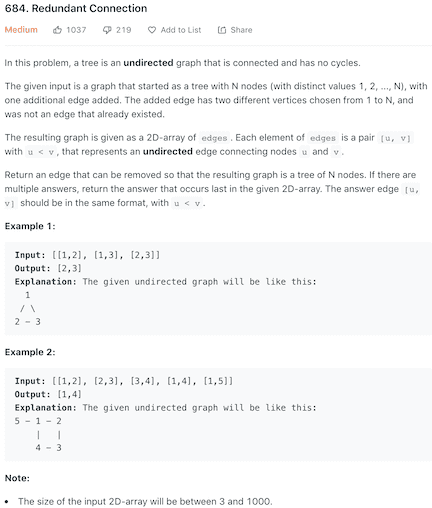 684. Redundant Connection
Medium 1037 219 Add to List Share
In this problem, a tree is an undirected graph that is connected and has no cycles.
The given input is a graph that started as a tree with N nodes (with distinct values 1, 2, ..., N), with
one additional edge added. The added edge has two different vertices chosen from 1 to N, and
was not an edge that already existed.
The resulting graph is given as a 2D-array of edges . Each element of edges is a pair [u, v]
with u < v , that represents an undirected edge connecting nodes u and v .
Return an edge that can be removed so that the resulting graph is a tree of N nodes. If there are
multiple answers, return the answer that occurs last in the given 2D-array. The answer edge [u,
v] should be in the same format, with u < v .
Example 1:
Input: [[1,2], [1,3], [2,3]]
Output: [2,3]
Explanation: The given undirected graph will be like this:
1
/ \
2 - 3
Example 2:
Input: [[1,2], [2,3], [3,4], [1,4], [1,5]]
Output: [1,4]
Explanation: The given undirected graph will be like this:
5 - 1 - 2
| |
4 - 3
Note:
• The size of the input 2D-array will be between 3 and 1000.